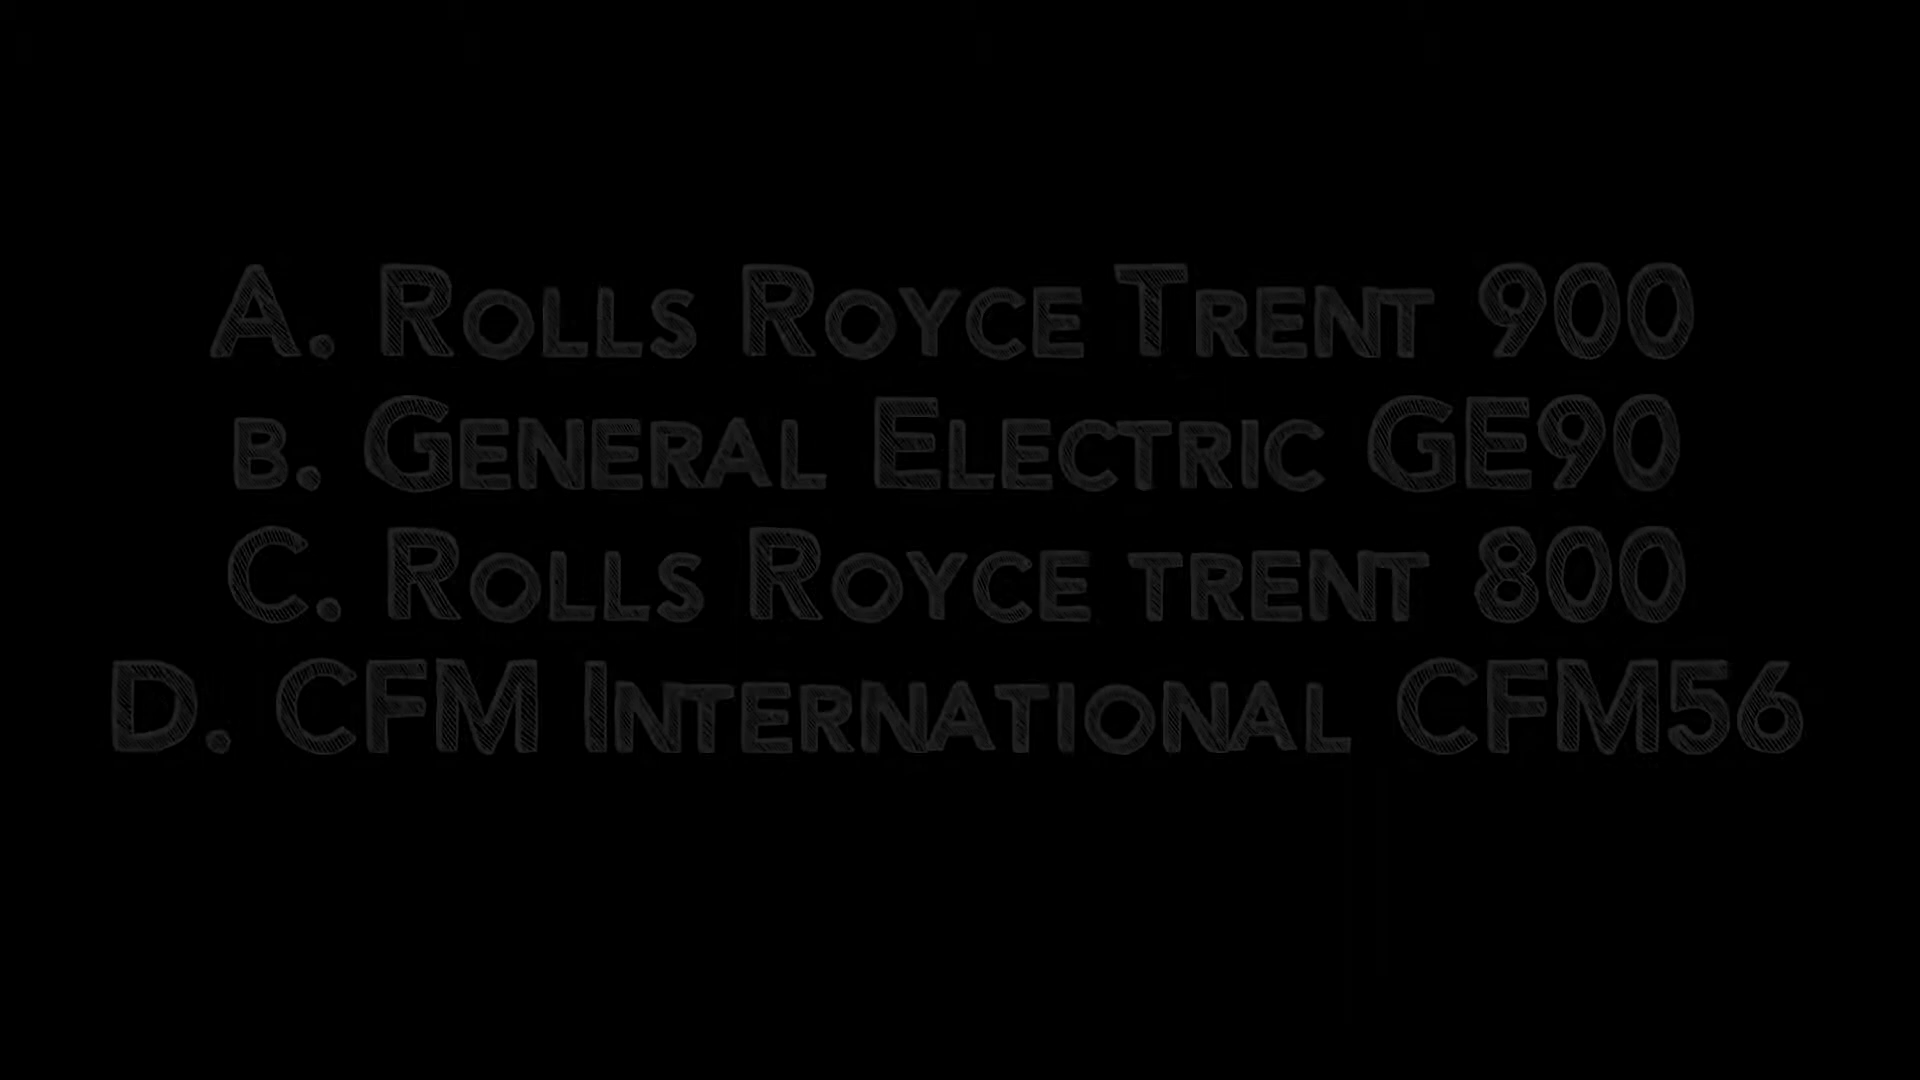 A. Rolls Royce Trent 900
B. General Electric GE90
C. Rolls Royce trent 800
D. CFM International CFM56